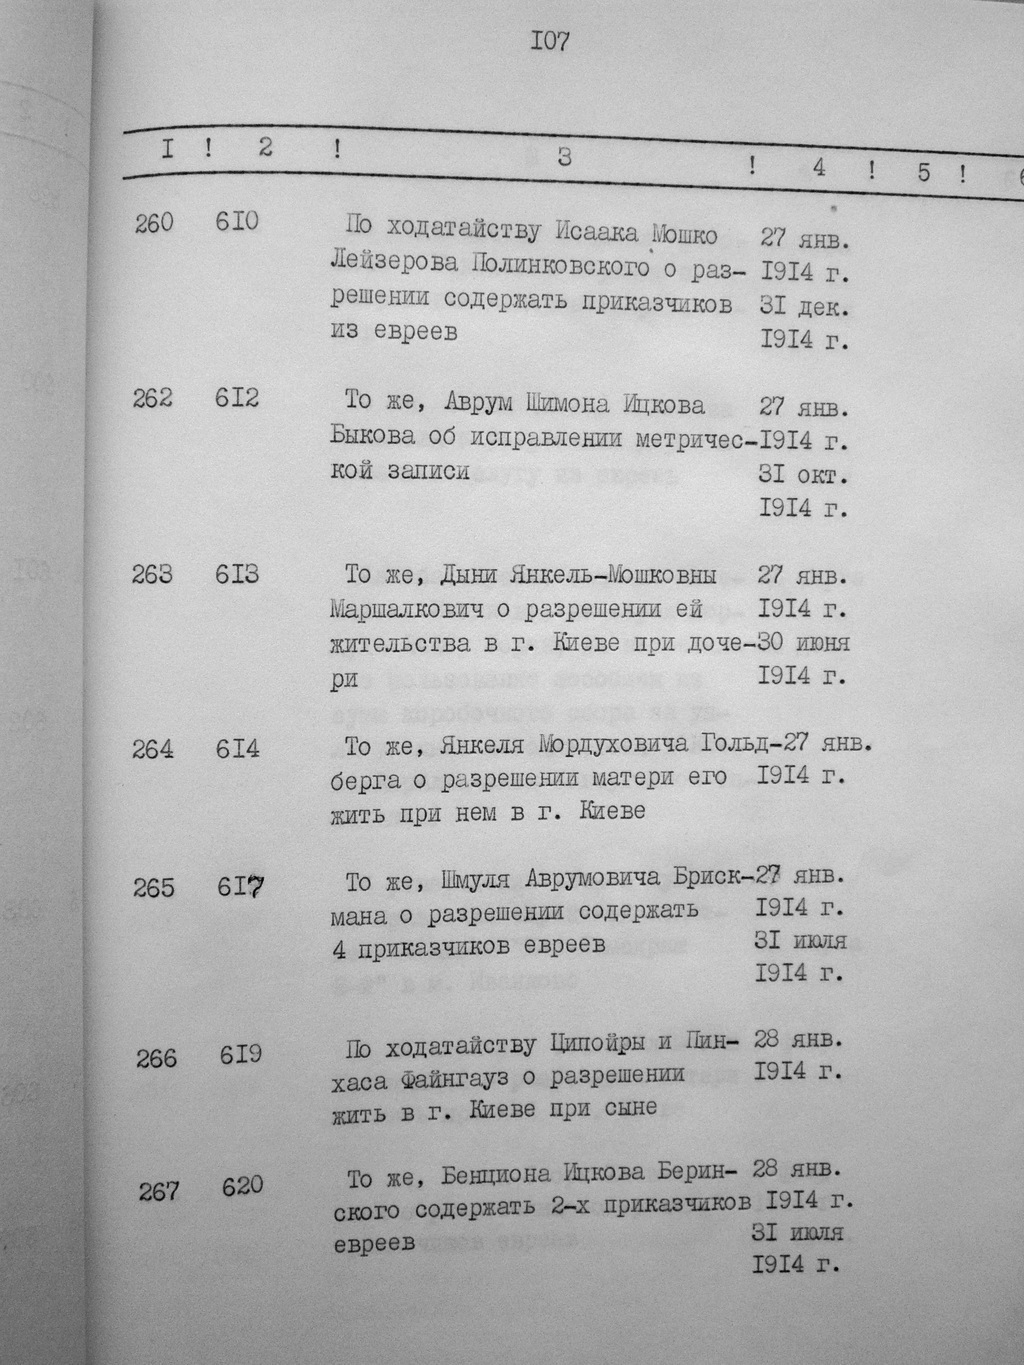 I07
I ! 2 ! 3 ! 4 ! 5 !
260 6I0 По ходатайству Исаака Мошко 27 янв.
Лейзерова Полинковского о раз- I9I4 г.
решении содержать приказчиков 3I дек.
из евреев I9I4 г.
262 6I2 То же, Аврум Шимона Ицкова 27 янв.
Быкова об исправлении метричес-I9I4 г.
кой записи 3I окт.
I9I4 г.
263 6I3 То же, Дыни Янкель-Мошковны 27 янв.
Маршалкович о разрешении ей I9I4 г.
жительства в г. Киеве при доче-30 июня
ри I9I4 г.
264 6I4 То же, Янкеля Мордуховича Гольд-27 янв.
берга о разрешении матери его I9I4 г.
жить при нем в г. Киеве
265 6I7 То же, Шмуля Аврумовича Бриск-27 янв.
мана о разрешении содержать I9I4 г.
4 приказчиков евреев 3I июля
I9I4 г.
266 6I9 По ходатайству Ципойры и Пин- 28 янв.
хаса Файнгауз о разрешении I9I4 г.
жить в г. Киеве при сыне
267 620 То же, Бенциона Ицкова Берин- 28 янв.
ского содержать 2-х приказчиков I9I4 г.
евреев 3I июля
I9I4 г.